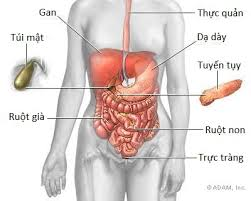 Gan
Thực quản
Túi mật
Dạ dày
Tuyến tụy
Ruột già
Ruột non
Trực tràng
© ADAM, Inc.